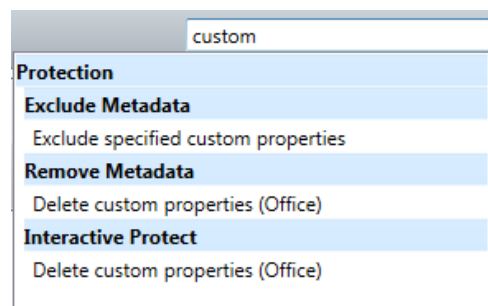 custom
Protection
Exclude Metadata
Exclude specified custom properties
Remove Metadata
Delete custom properties (Office)
Interactive Protect
Delete custom properties (Office)